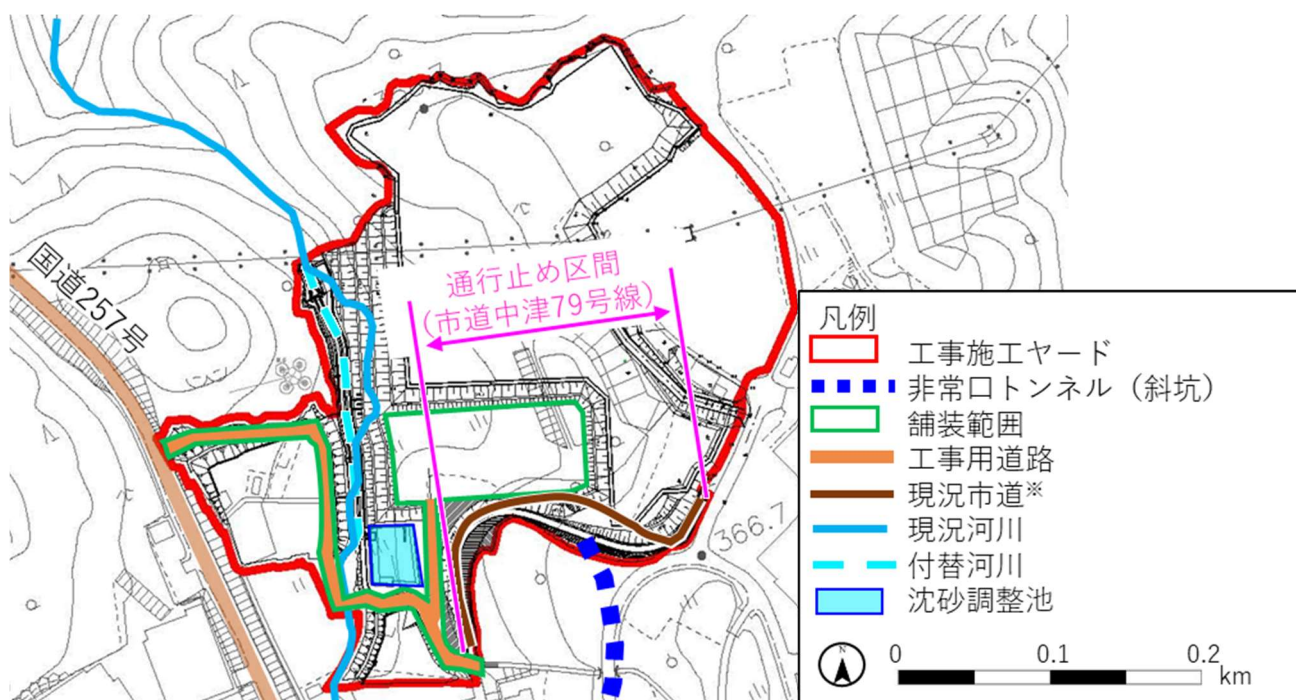 国道257号
通行止め区間
（市道中津79号線）
366.7
凡例
工事施工ヤード
非常口トンネル（斜坑）
舗装範囲
工事用道路
現況市道※
現況河川
付替河川
沈砂調整池
N
0 0.1 0.2
km